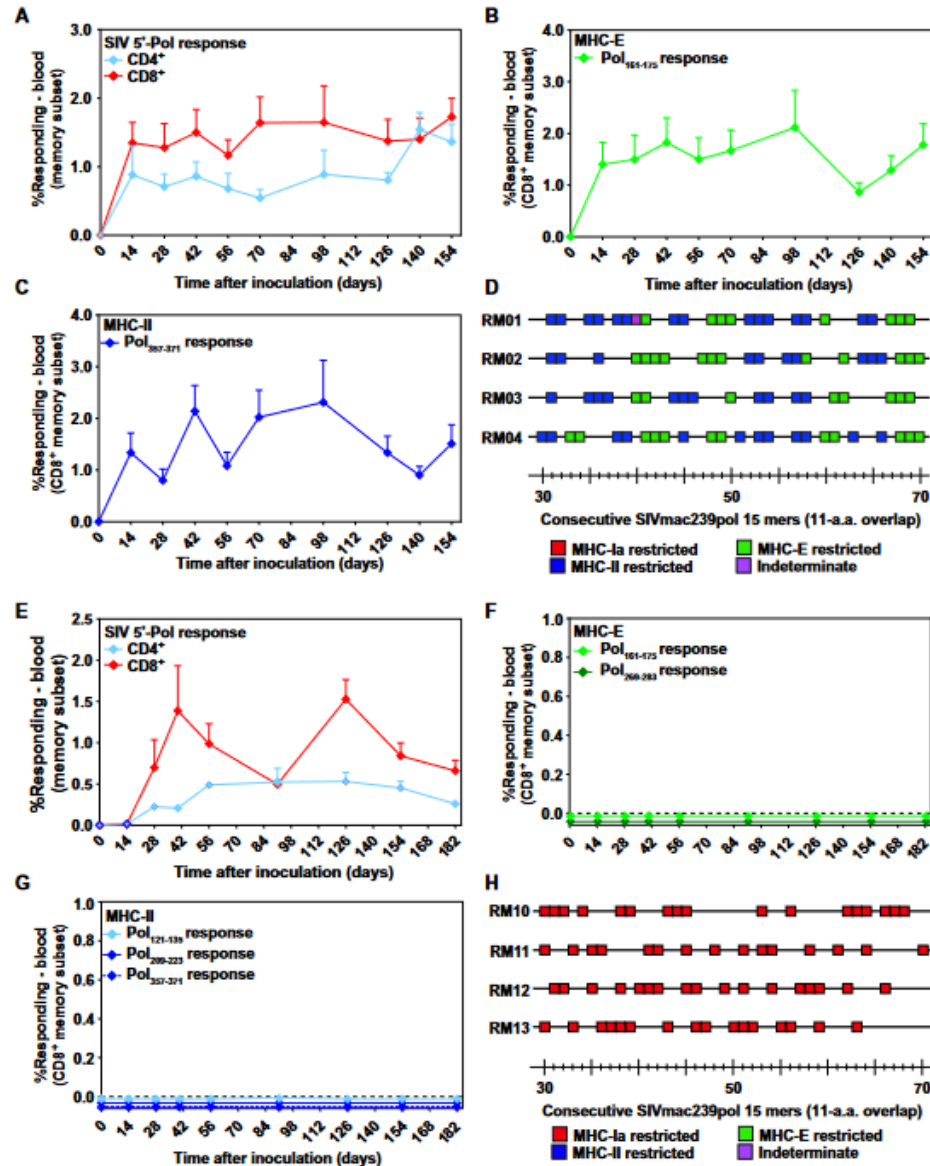 A
SIV 5'-Pol response
CD4+
CD8+
%Responding - blood
(memory subset)
3.0
2.0
1.0
0.0
0 14 28 42 56 70 84 98 126 140 154
Time after inoculation (days)
B
MHC-E
Pol161-175 response
%Responding - blood
(CD8+ memory subset)
4.0
3.0
2.0
1.0
0.0
0 14 28 42 56 70 84 98 126 140 154
Time after inoculation (days)
C
MHC-II
Pol357-371 response
%Responding - blood
(CD8+ memory subset)
4.0
3.0
2.0
1.0
0.0
0 14 28 42 56 70 84 98 126 140 154
Time after inoculation (days)
D
RM01
RM02
RM03
RM04
30 50 70
Consecutive SIVmac239pol 15 mers (11-a.a. overlap)
MHC-Ia restricted MHC-E restricted
MHC-II restricted Indeterminate
E
SIV 5'-Pol response
CD4+
CD8+
%Responding - blood
(memory subset)
2.5
2.0
1.5
1.0
0.5
0.0
0 14 28 42 56 70 84 98 112 126 140 154 168 182
Time after inoculation (days)
F
MHC-E
Pol161-175 response
Pol269-283 response
%Responding - blood
(CD8+ memory subset)
1.0
0.8
0.6
0.4
0.2
0.0
0 14 28 42 56 70 84 98 112 126 140 154 168 182
Time after inoculation (days)
G
MHC-II
Pol121-135 response
Pol209-223 response
Pol357-371 response
%Responding - blood
(CD8+ memory subset)
1.0
0.8
0.6
0.4
0.2
0.0
0 14 28 42 56 70 84 98 112 126 140 154 168 182
Time after inoculation (days)
H
RM10
RM11
RM12
RM13
30 50 70
Consecutive SIVmac239pol 15 mers (11-a.a. overlap)
MHC-Ia restricted MHC-E restricted
MHC-II restricted Indeterminate